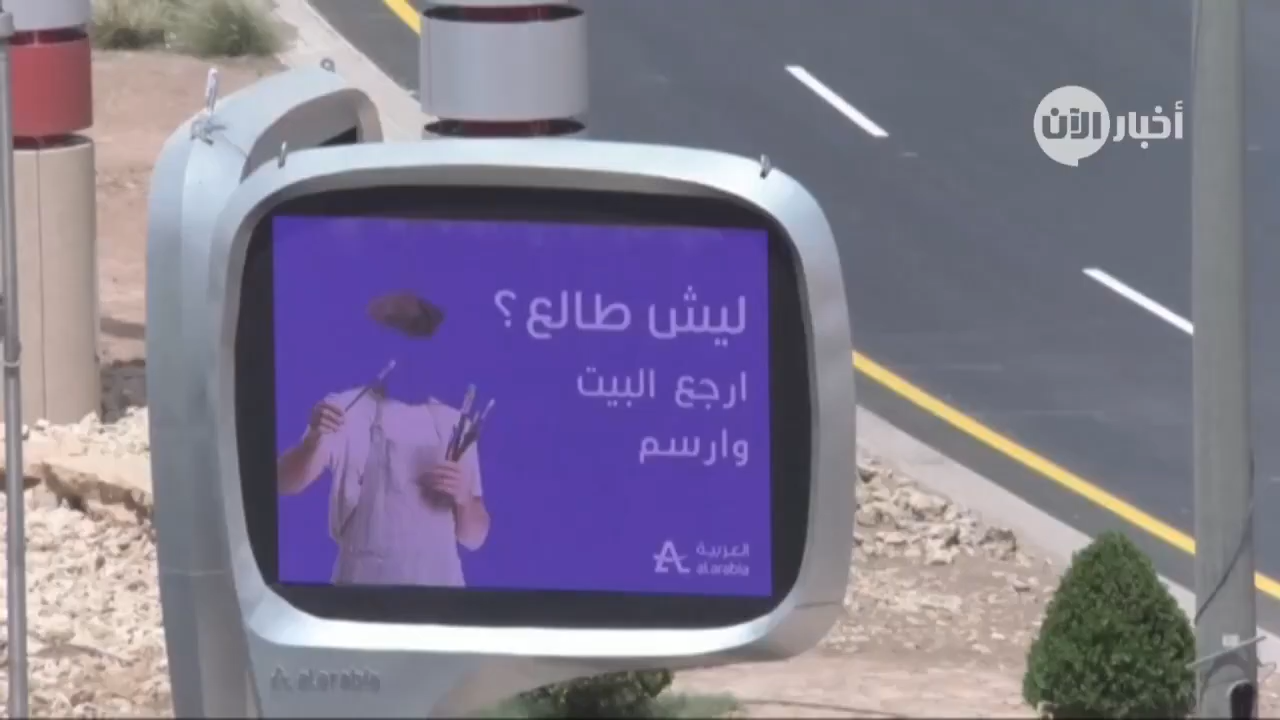 أخبار الآن
ليش طالع؟
ارجع البيت
وارسم
العربية
al.arabia
al.arabia